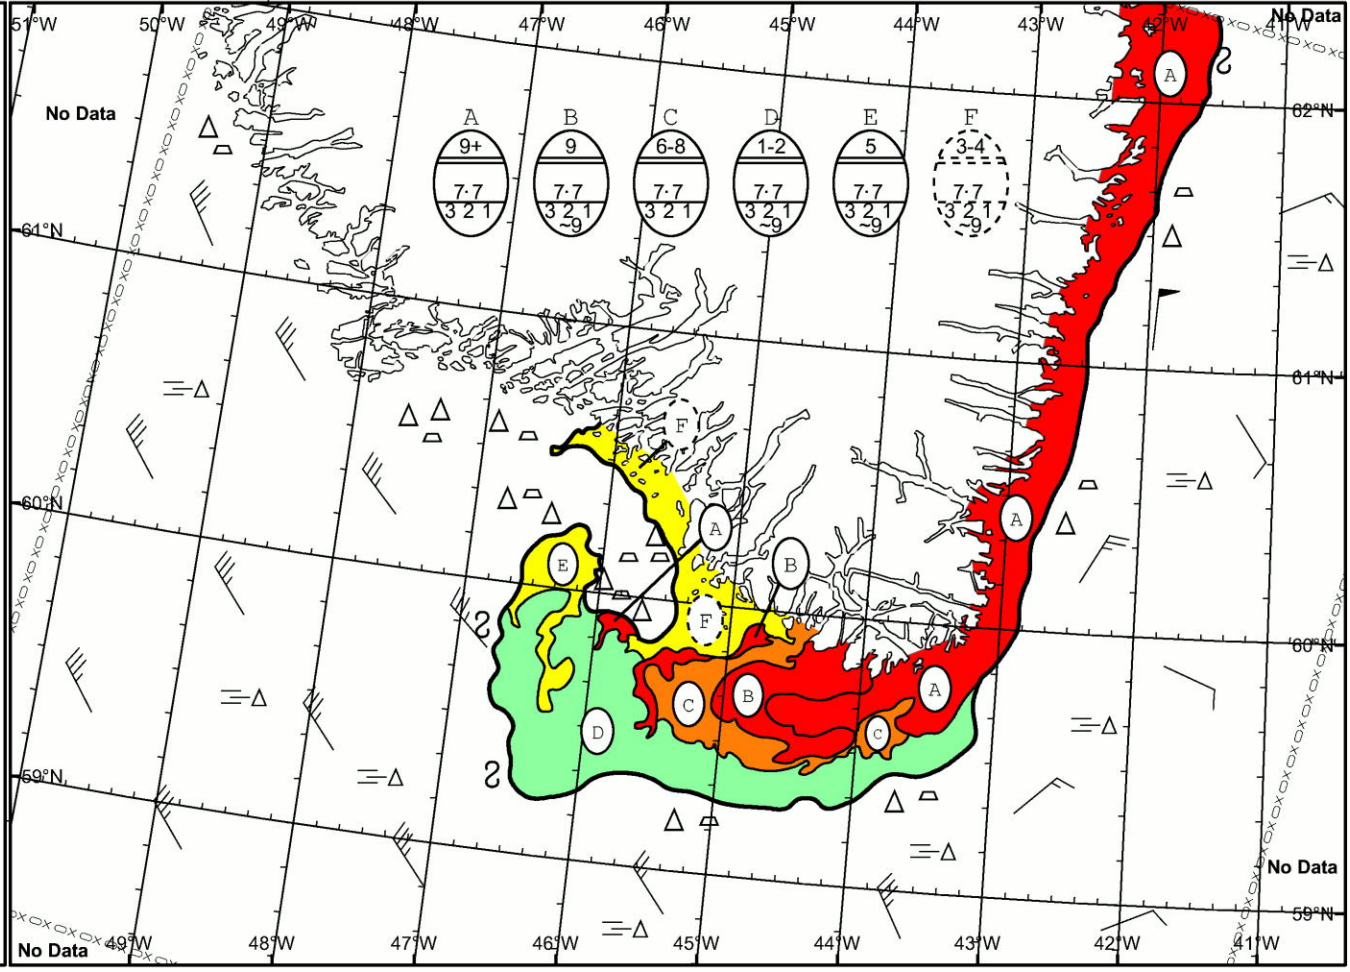 51°W 50°W 49°W 48°W 47°W 46°W 45°W 44°W 43°W 42°W 41°W
No Data
No Data
62°N
A
A B C D E F
9+ 9 6-8 1-2 5 3-4
7·7 7·7 7·7 7·7 7·7 7·7
3 2 1 3 2 1 3 2 1 3 2 1 3 2 1 3 2 1
~9 ~9 ~9 ~9
61°N
61°N
F
60°N
A
A
E
B
F
60°N
A
B
C
D
C
59°N
No Data
59°N
No Data
49°W 48°W 47°W 46°W 45°W 44°W 43°W 42°W 41°W